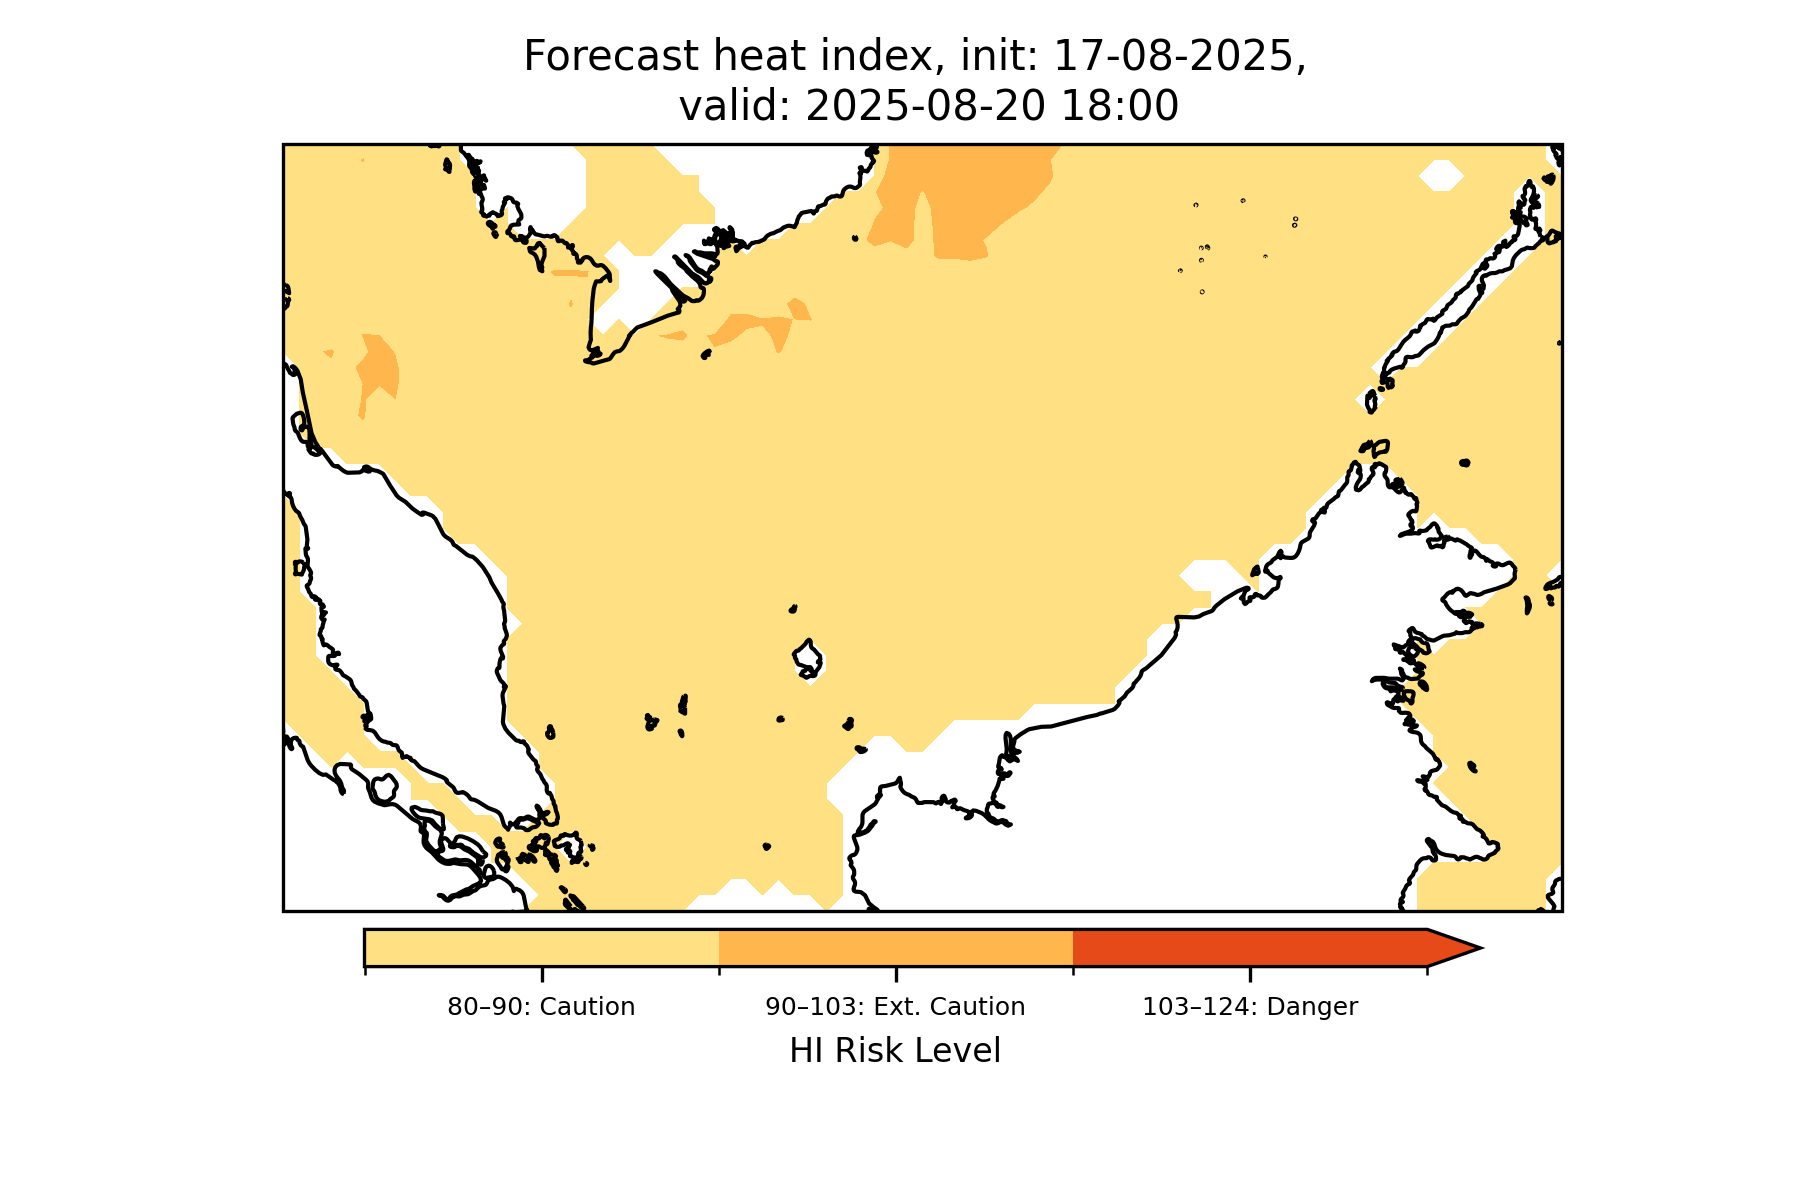 Forecast heat index, init: 17-08-2025,
valid: 2025-08-20 18:00
80–90: Caution
90–103: Ext. Caution
103–124: Danger
HI Risk Level